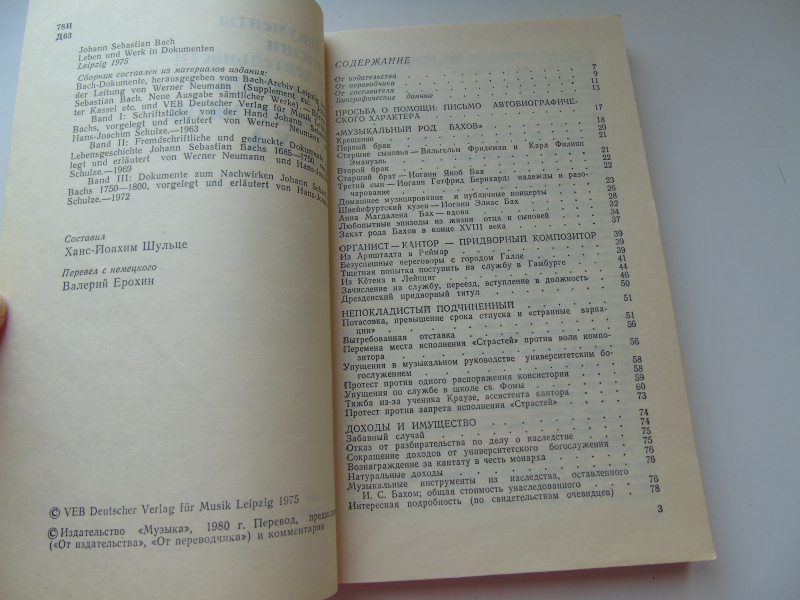 78И
Д63
Johann Sebastian Bach
Leben und Werk in Dokumenten
Leipzig 1975
Сборник составлен из материалов издания:
Bach-Dokumente, herausgegeben vom Bach-Archiv Leipzig
der Leitung von Werner Neumann (Supplement zu:
Sebastian Bach. Neue Ausgabe sämtlicher Werke)
ter Kassel etc. und VEB Deutscher Verlag für Musik
Band I: Schriftstücke von der Hand Johann
Bachs, vorgelegt und erläutert von Werner Neumann
Hans-Joachim Schulze.—1963
Band II: Fremdschriftliche und gedruckte Dokumente
Lebensgeschichte Johann Sebastian Bachs 1685—1750
legt und erläutert von Werner Neumann und Hans-
Schulze.—1969
Band III: Dokumente zum Nachwirken Johann
Bachs 1750—1800, vorgelegt und erläutert von Hans-
Schulze.—1972
Составил
Ханс-Йоахим Шульце
Перевел с немецкого
Валерий Ерохин
© VEB Deutscher Verlag für Musik Leipzig 1975
©Издательство «Музыка», 1980 г. Перевод,
(«От издательства», «От переводчика») и комментарии
СОДЕРЖАНИЕ
От издательства 7
От переводчика 9
От составителя 11
Биографические данные 13
ПРОСЬБА О ПОМОЩИ: ПИСЬМО АВТОБИОГРАФИЧЕ-
СКОГО ХАРАКТЕРА 17
«МУЗЫКАЛЬНЫЙ РОД БАХОВ» 18
Крещение 20
Первый брак 21
Старшие сыновья — Вильгельм Фридеман и Карл Филипп
Эмануэль 21
Второй брак 22
Старший брат — Иоганн Якоб Бах 21
Третий сын — Иоганн Готфрид Бернхард: надежды и разо-
чарование 23
Домашнее музицирование и публичные концерты 26
Швейнфуртский кузен — Иоганн Элиас Бах 28
Анна Магдалена Бах — вдова 32
Любопытные эпизоды из жизни отца и сыновей 34
Закат рода Бахов в конце XVIII века 37
ОРГАНИСТ — КАНТОР — ПРИДВОРНЫЙ КОМПОЗИТОР 39
Из Арнштадта в Веймар 39
Безуспешные переговоры с городом Галле 39
Тщетная попытка поступить на службу в Гамбурге 41
Из Кётена в Лейпциг 44
Зачисление на службу, переезд, вступление в должность 46
Дрезденский придворный титул 50
НЕПОКЛАДИСТЫЙ ПОДЧИНЕННЫЙ 51
Потасовка, превышение срока отпуска и «странные вариа-
ции» 51
Вытребованная отставка 56
Перемена места исполнения «Страстей» против воли компо-
зитора 56
Упущения в музыкальном руководстве университетским бо-
гослужением 58
Протест против одного распоряжения консистории 58
Упущения по службе в школе св. Фомы 59
Тяжба из-за ученика Краузе, ассистента кантора 60
Протест против запрета исполнения «Страстей» 73
ДОХОДЫ И ИМУЩЕСТВО 74
Забавный случай 74
Отказ от разбирательства по делу о наследстве 75
Сокращение доходов от университетского богослужения 75
Вознаграждение за кантату в честь монарха 76
Натуральные доходы 76
Музыкальные инструменты из наследства, оставленного
И. С. Бахом; общая стоимость унаследованного 76
Интересная подробность (по свидетельствам очевидцев) 78
3